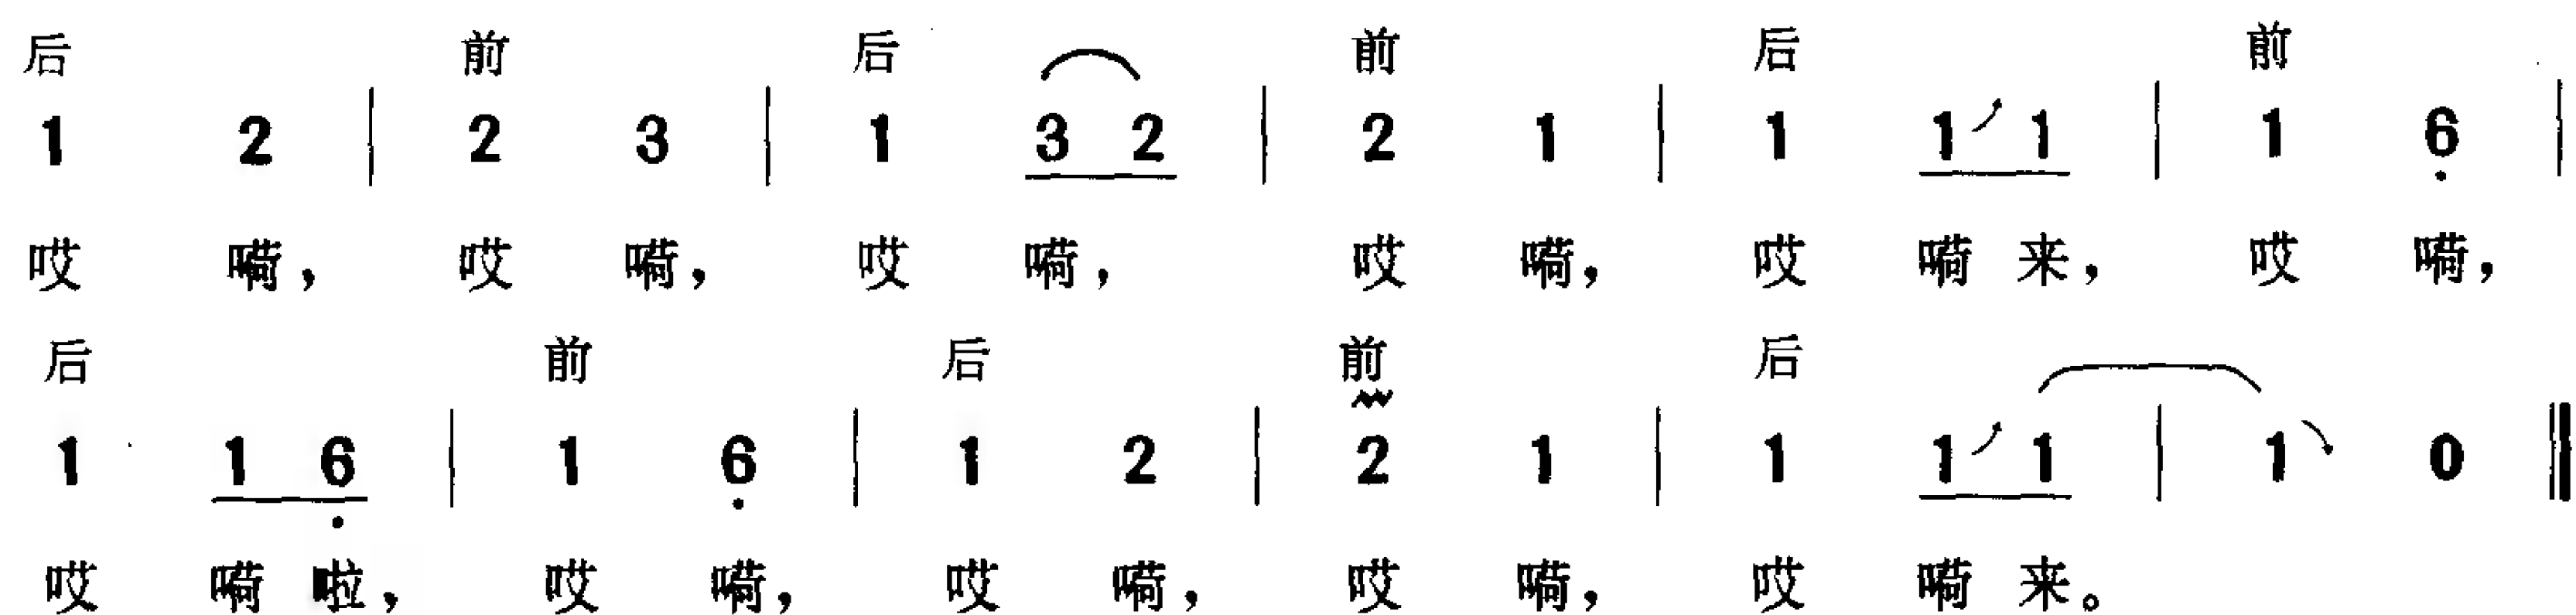 后 前 后 前 后 前
1 2 | 2 3 | 1 3 2 | 2 1 | 1 1 1 | 1 6̣ |
哎 嗬， 哎 嗬， 哎 嗬， 哎 嗬， 哎 嗬 来， 哎 嗬，
后 前 后 前 后
1 1 6̣ | 1 6̣ | 1 2 | 2 1 | 1 1 1 | 1 0 ‖
哎 嗬 啦， 哎 嗬， 哎 嗬， 哎 嗬， 哎 嗬 来。